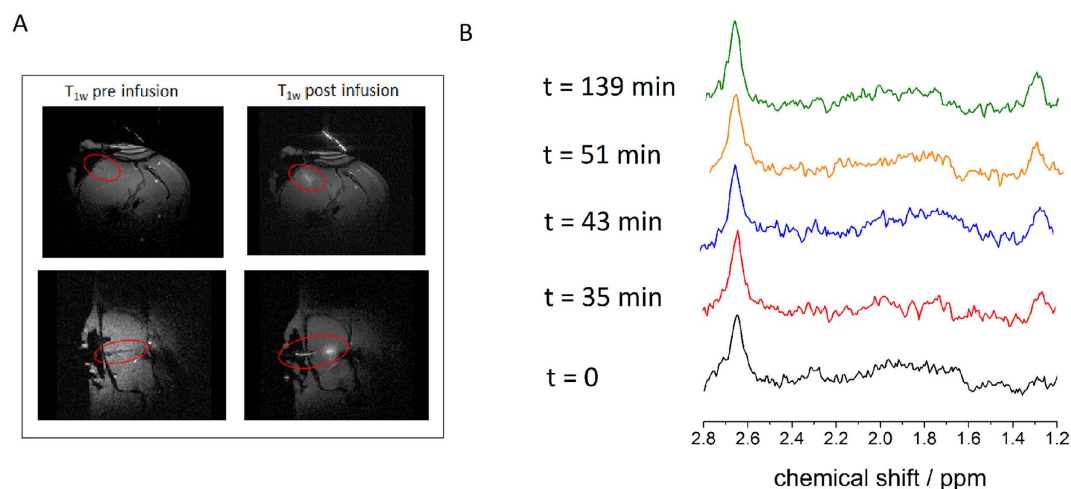 A
T1w pre infusion
T1w post infusion
B
t = 139 min
t = 51 min
t = 43 min
t = 35 min
t = 0
2.8 2.6 2.4 2.2 2.0 1.8 1.6 1.4 1.2
chemical shift / ppm